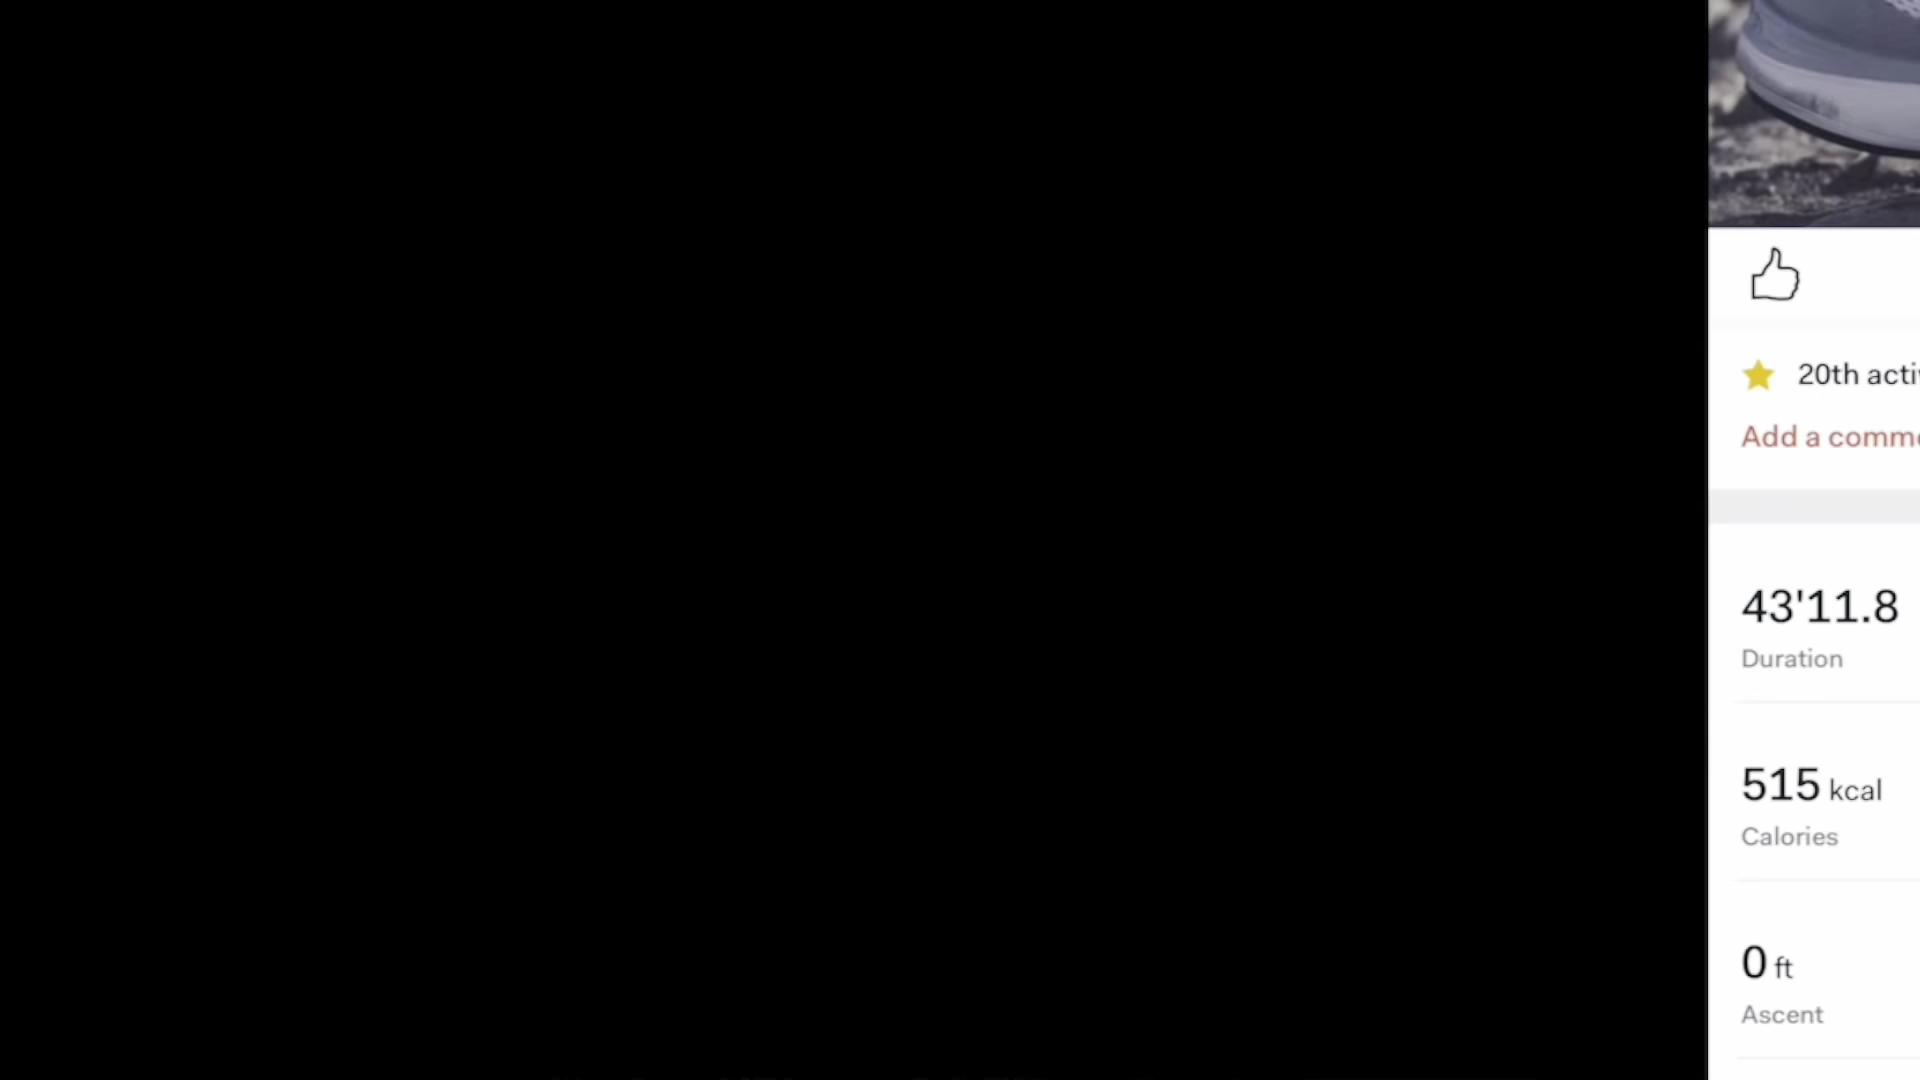 20th
Add a
43'11.8
Duration
515 kcal
Calories
0 ft
Ascent